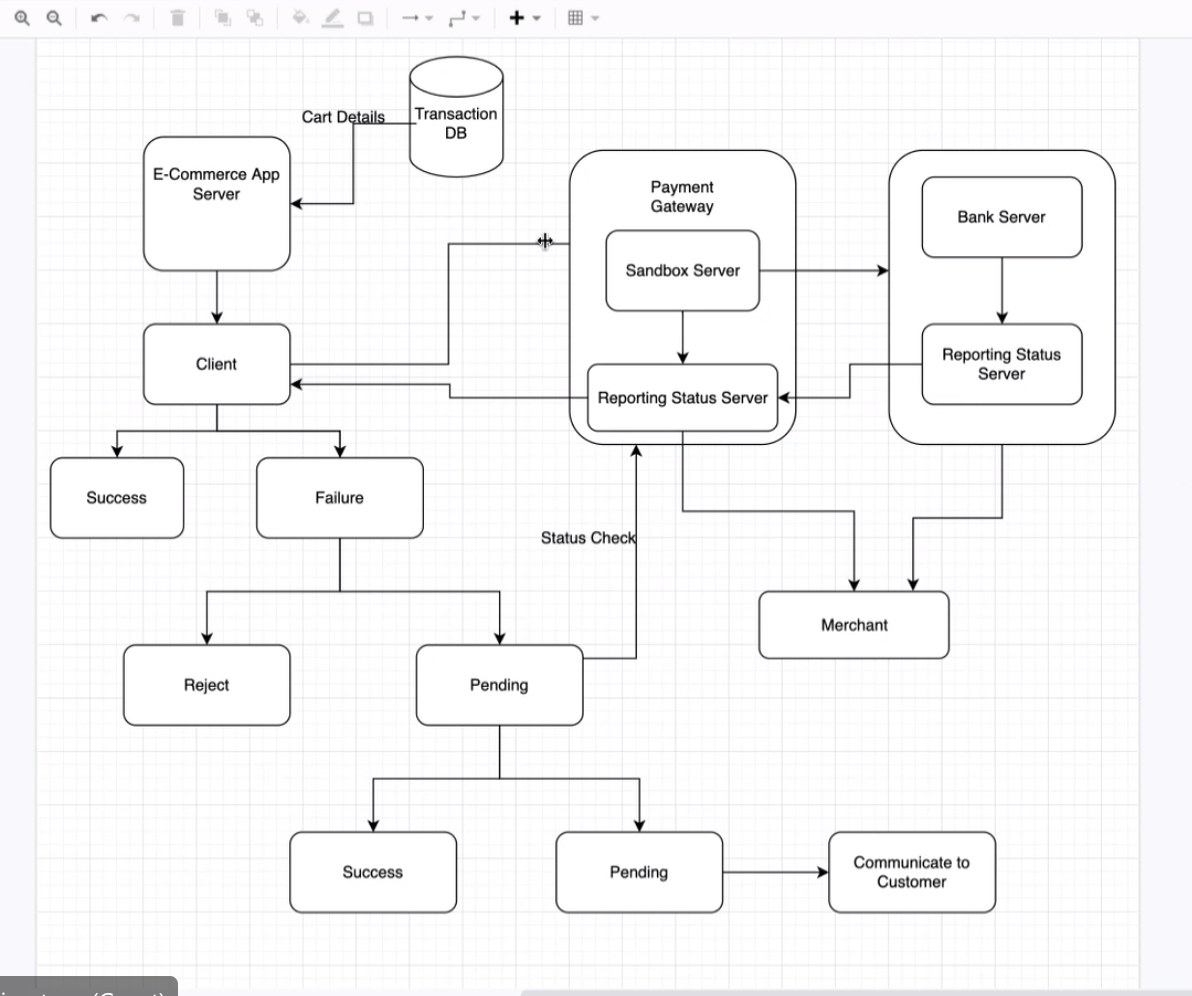 Cart Details
Transaction
DB
E-Commerce App
Server
Payment
Gateway
Bank Server
Sandbox Server
Client
Reporting Status Server
Reporting Status
Server
Success
Failure
Status Check
Merchant
Reject
Pending
Success
Pending
Communicate to
Customer